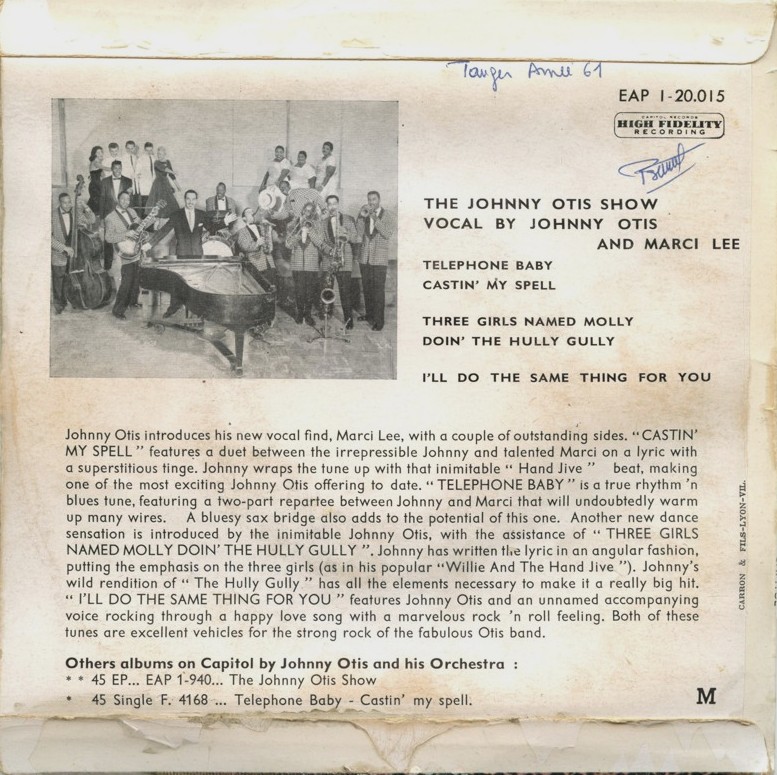 Tanger Année 61
EAP 1-20.015
CAPITOL RECORDS
HIGH FIDELITY
RECORDING
THE JOHNNY OTIS SHOW
VOCAL BY JOHNNY OTIS
AND MARCI LEE
TELEPHONE BABY
CASTIN' MY SPELL
THREE GIRLS NAMED MOLLY
DOIN' THE HULLY GULLY
I'LL DO THE SAME THING FOR YOU
Johnny Otis introduces his new vocal find, Marci Lee, with a couple of outstanding sides. “CASTIN'
MY SPELL ” features a duet between the irrepressible Johnny and talented Marci on a lyric with
a superstitious tinge. Johnny wraps the tune up with that inimitable “ Hand Jive ” beat, making
one of the most exciting Johnny Otis offering to date. “ TELEPHONE BABY ” is a true rhythm 'n
blues tune, featuring a two-part repartee between Johnny and Marci that will undoubtedly warm
up many wires. A bluesy sax bridge also adds to the potential of this one. Another new dance
sensation is introduced by the inimitable Johnny Otis, with the assistance of “ THREE GIRLS
NAMED MOLLY DOIN' THE HULLY GULLY ”. Johnny has written the lyric in an angular fashion,
putting the emphasis on the three girls (as in his popular “Willie And The Hand Jive ”). Johnny's
wild rendition of “ The Hully Gully ” has all the elements necessary to make it a really big hit.
“ I'LL DO THE SAME THING FOR YOU ” features Johnny Otis and an unnamed accompanying
voice rocking through a happy love song with a marvelous rock 'n roll feeling. Both of these
tunes are excellent vehicles for the strong rock of the fabulous Otis band.
Others albums on Capitol by Johnny Otis and his Orchestra :
* * 45 EP... EAP 1-940... The Johnny Otis Show
* 45 Single F. 4168 ... Telephone Baby - Castin' my spell.
M
CARRON & FILS-LYON-VIL.